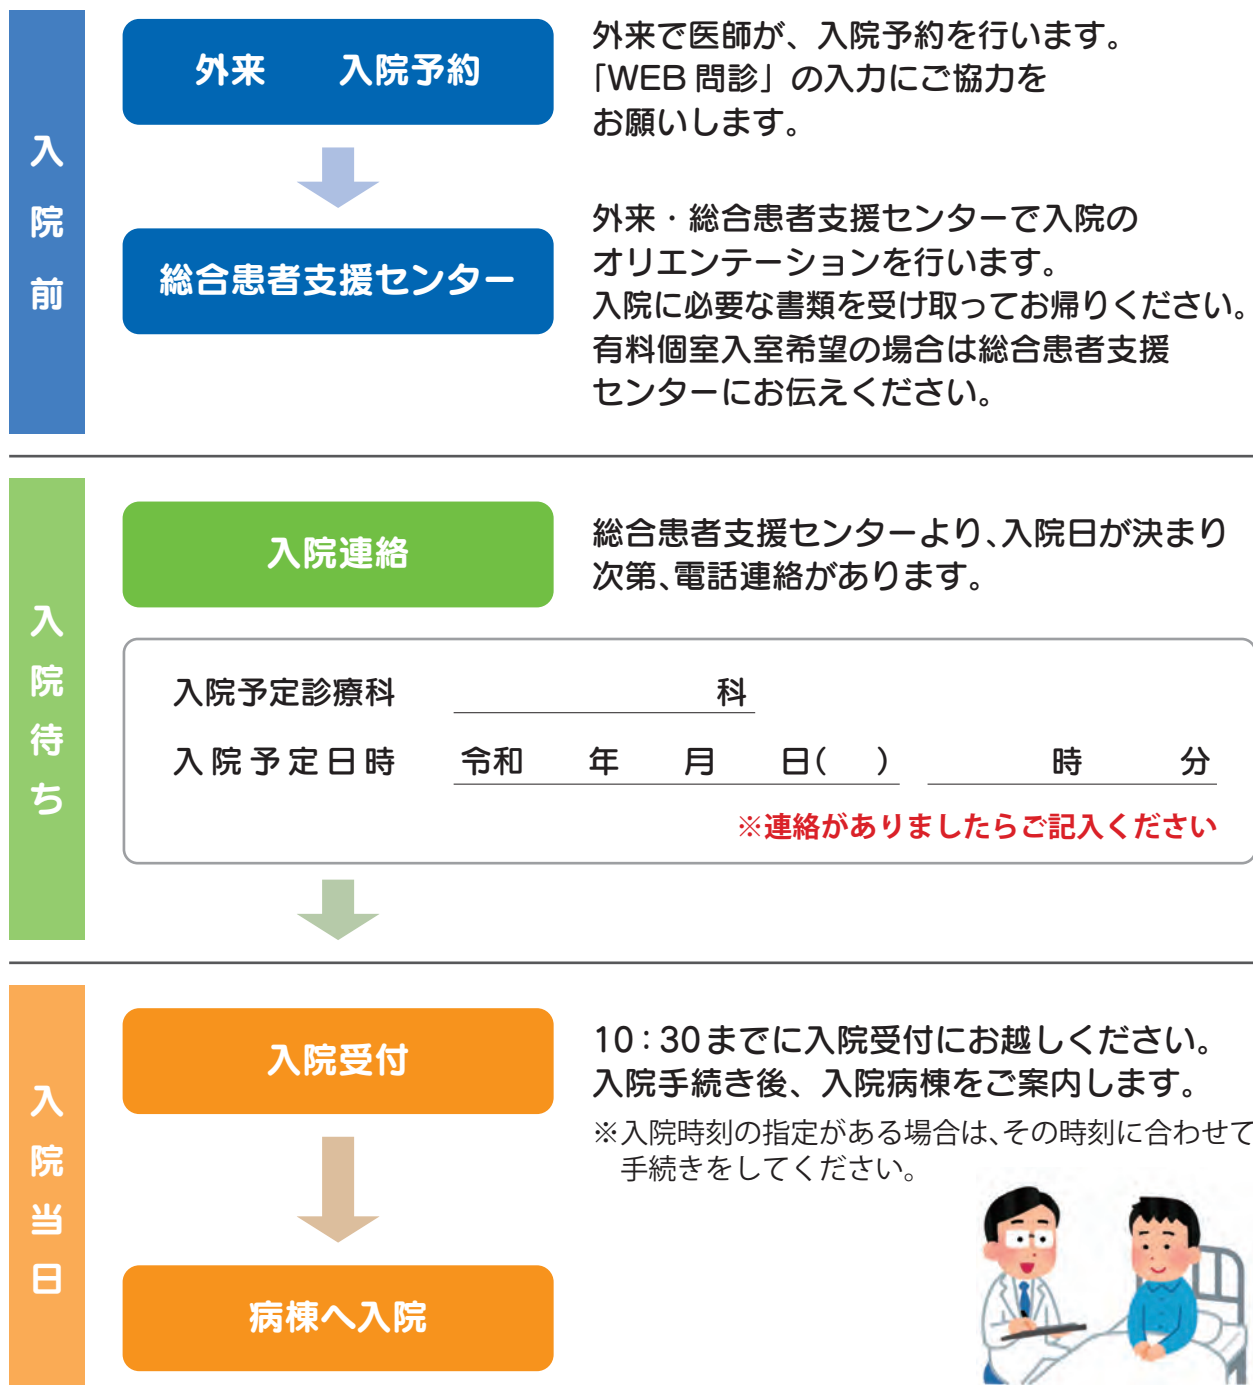 入院前
外来　入院予約
外来で医師が、入院予約を行います。
「WEB 問診」の入力にご協力を
お願いします。
総合患者支援センター
外来・総合患者支援センターで入院の
オリエンテーションを行います。
入院に必要な書類を受け取ってお帰りください。
有料個室入室希望の場合は総合患者支援
センターにお伝えください。
入院待ち
入院連絡
総合患者支援センターより、入院日が決まり
次第、電話連絡があります。
入院予定診療科　科
入院予定日時　令和　年　月　日(　)　時　分
※連絡がありましたらご記入ください
入院当日
入院受付
10：30までに入院受付にお越しください。
入院手続き後、入院病棟をご案内します。
※入院時刻の指定がある場合は、その時刻に合わせて
手続きをしてください。
病棟へ入院